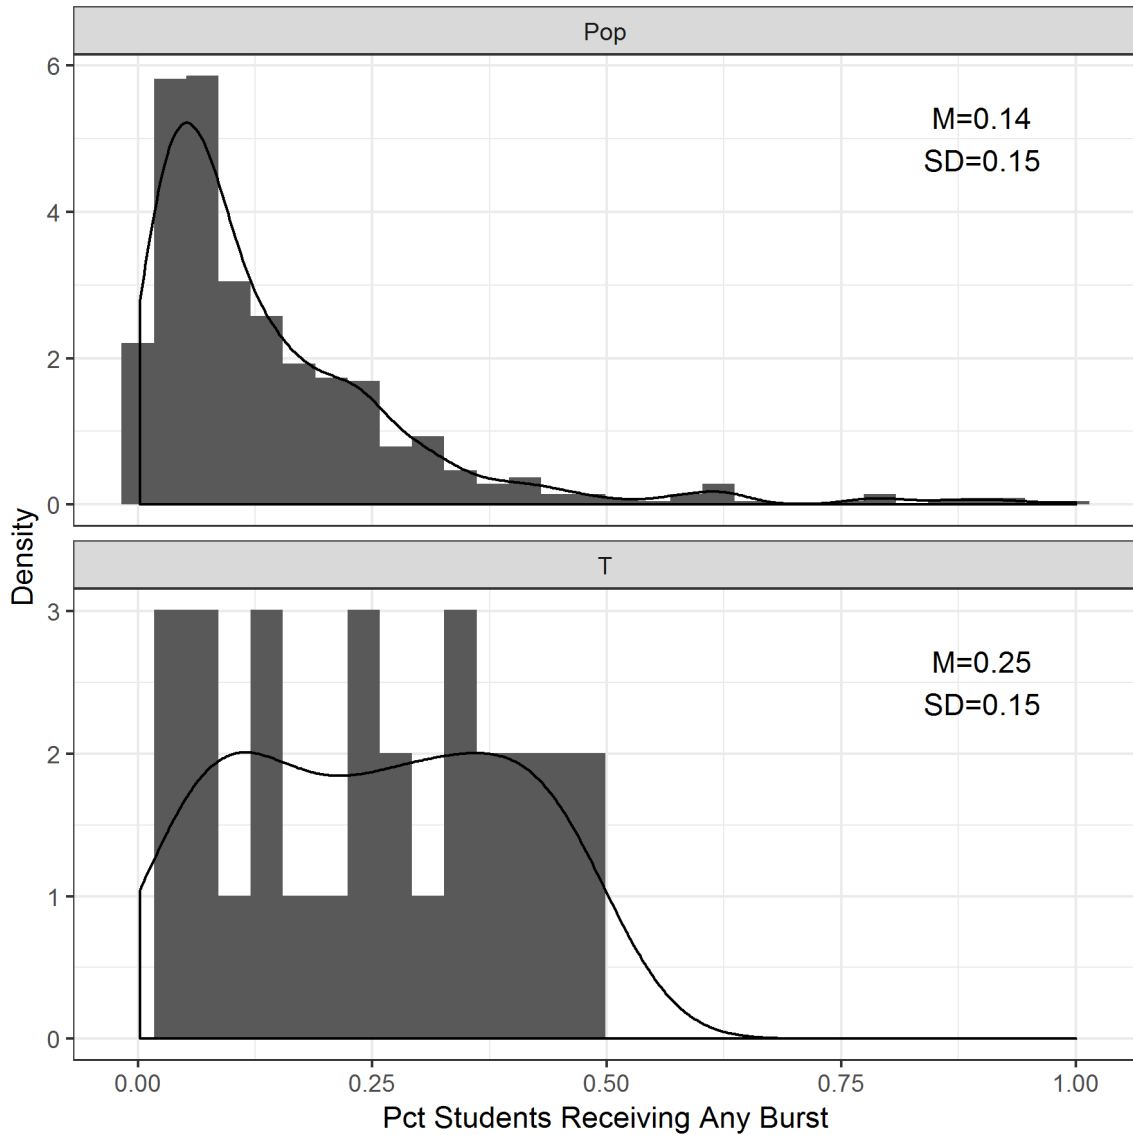 Pop
6
M=0.14
SD=0.15
4
2
0
Density
T
3
M=0.25
SD=0.15
2
1
0
0.00 0.25 0.50 0.75 1.00
Pct Students Receiving Any Burst